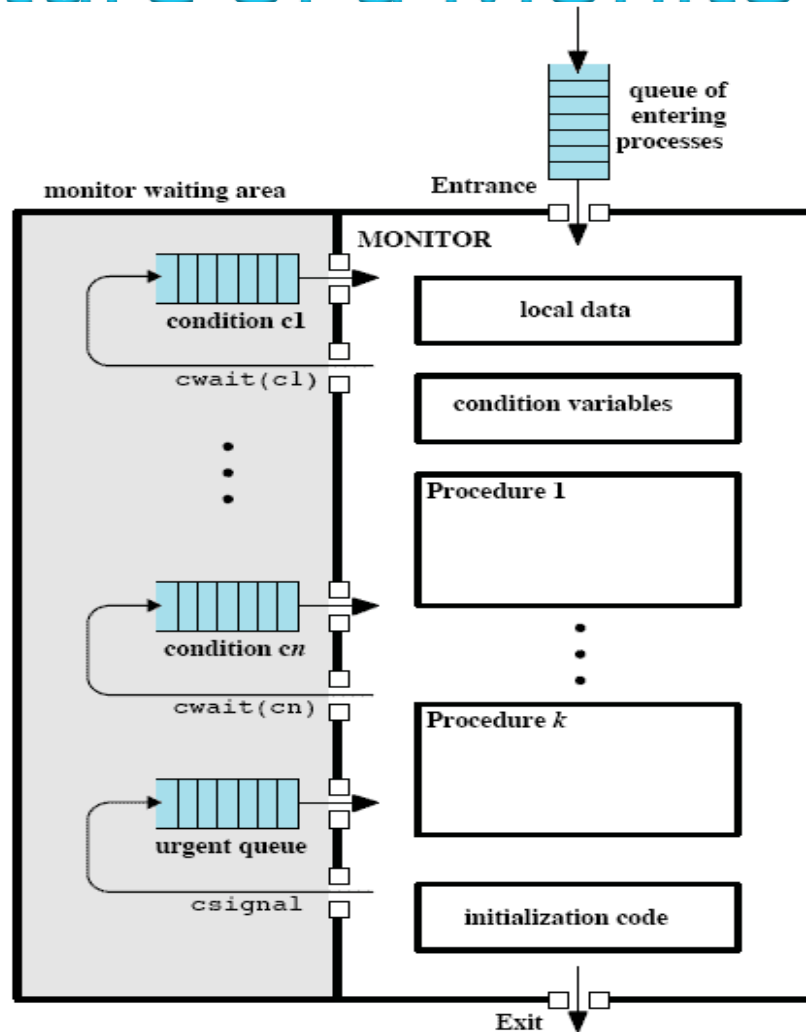 queue of
entering
processes
Entrance
monitor waiting area
MONITOR
condition c1
local data
cwait(c1)
condition variables
Procedure 1
condition cn
cwait(cn)
Procedure k
urgent queue
csignal
initialization code
Exit